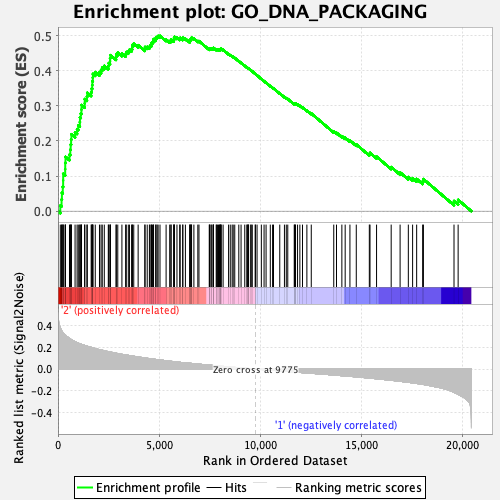 Enrichment plot: GO_DNA_PACKAGING
Enrichment score (ES)
0.5
0.4
0.3
0.2
0.1
0.0
'2' (positively correlated)
Ranked list metric (Signal2Noise)
0.4
0.2
0.0
-0.2
-0.4
Zero cross at 9775
'1' (negatively correlated)
0
5,000
10,000
15,000
20,000
Rank in Ordered Dataset
Enrichment profile
Hits
Ranking metric scores